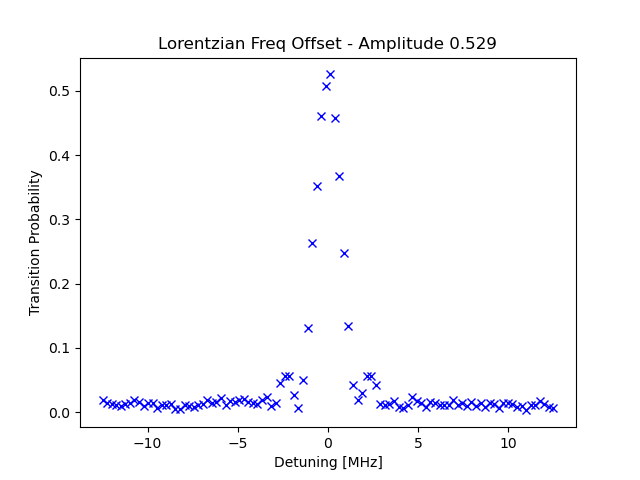 Lorentzian Freq Offset - Amplitude 0.529
Transition Probability
0.5
0.4
0.3
0.2
0.1
0.0
−10 −5 0 5 10
Detuning [MHz]